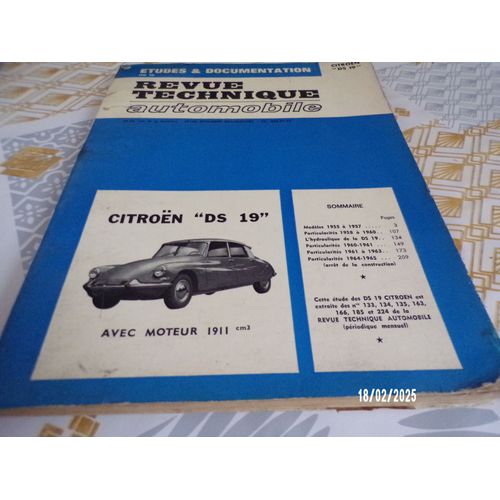 ETUDES & DOCUMENTATION
CITROËN
"DS 19"
REVUE
TECHNIQUE
automobile
CITROËN "DS 19"
AVEC MOTEUR 1911 cm3
SOMMAIRE
Pages
Modèles 1955 à 1957 3
Particularités 1958 à 1960 107
L'hydraulique de la DS 19 134
Particularités 1960-1961 149
Particularités 1961 à 1963 173
Particularités 1964-1965 209
(arrêt de la construction)
Cette étude des DS 19 CITROEN est
extraite des n° 133, 134, 135, 163,
166, 185 et 224 de la
REVUE TECHNIQUE AUTOMOBILE
(périodique mensuel)
18/02/2025